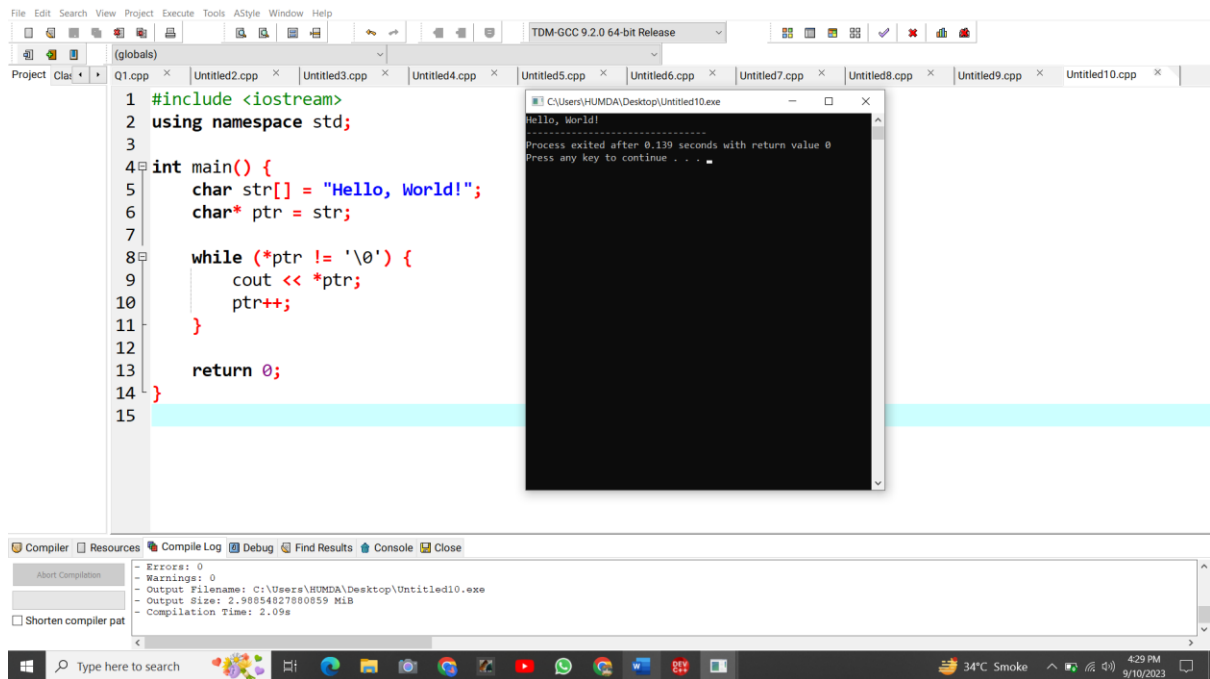 File Edit Search View Project Execute Tools AStyle Window Help
TDM-GCC 9.2.0 64-bit Release
(globals)
Project Clas Q1.cpp Untitled2.cpp Untitled3.cpp Untitled4.cpp Untitled5.cpp Untitled6.cpp Untitled7.cpp Untitled8.cpp Untitled9.cpp Untitled10.cpp
1 #include <iostream>
2 using namespace std;
3
4 int main() {
5 char str[] = "Hello, World!";
6 char* ptr = str;
7
8 while (*ptr != '\0') {
9 cout << *ptr;
10 ptr++;
11 }
12
13 return 0;
14 }
15
C:\Users\HUMDA\Desktop\Untitled10.exe
Hello, World!
--------------------------------
Process exited after 0.139 seconds with return value 0
Press any key to continue . . .
Compiler Resources Compile Log Debug Find Results Console Close
Abort Compilation
Shorten compiler pat
- Errors: 0
- Warnings: 0
- Output Filename: C:\Users\HUMDA\Desktop\Untitled10.exe
- Output Size: 2.98854827880859 MiB
- Compilation Time: 2.09s
Type here to search
DEV C++
34°C Smoke
4:29 PM
9/10/2023